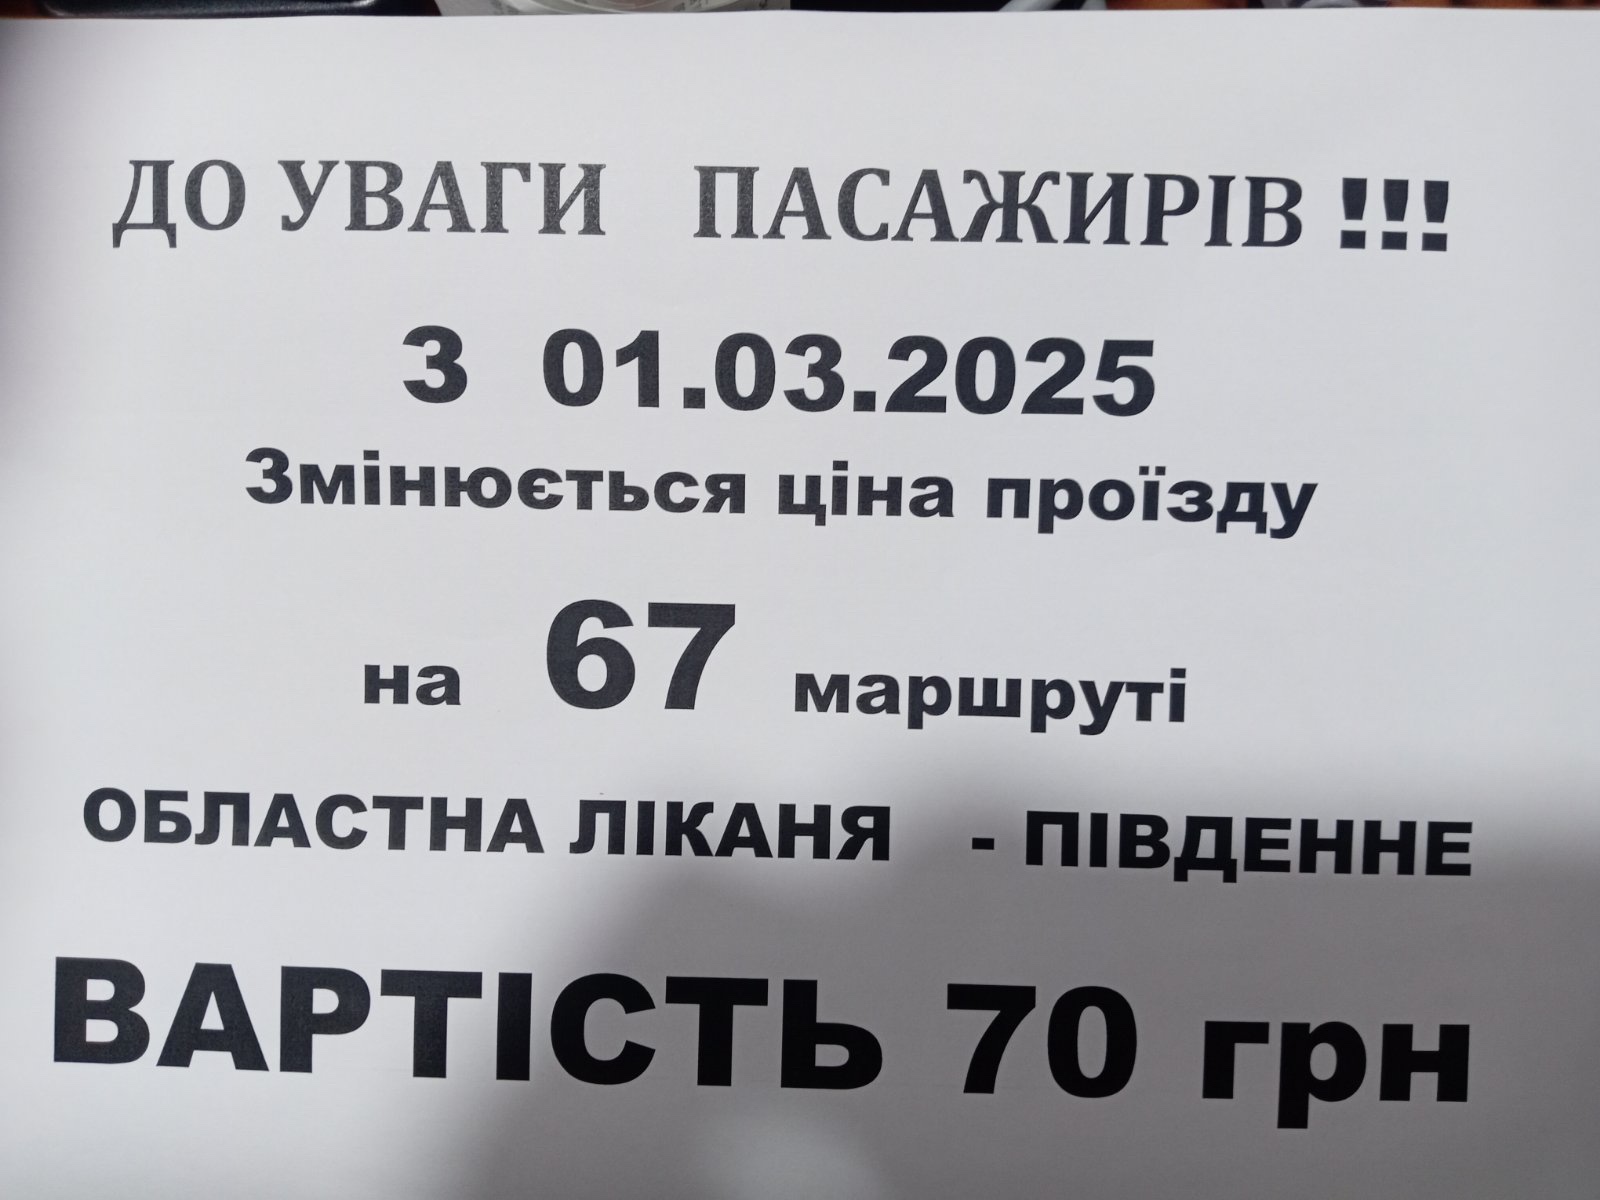 ДО УВАГИ ПАСАЖИРІВ !!!
З 01.03.2025
Змінюється ціна проїзду
на 67 маршруті
ОБЛАСТНА ЛІКАНЯ - ПІВДЕННЕ
ВАРТІСТЬ 70 грн